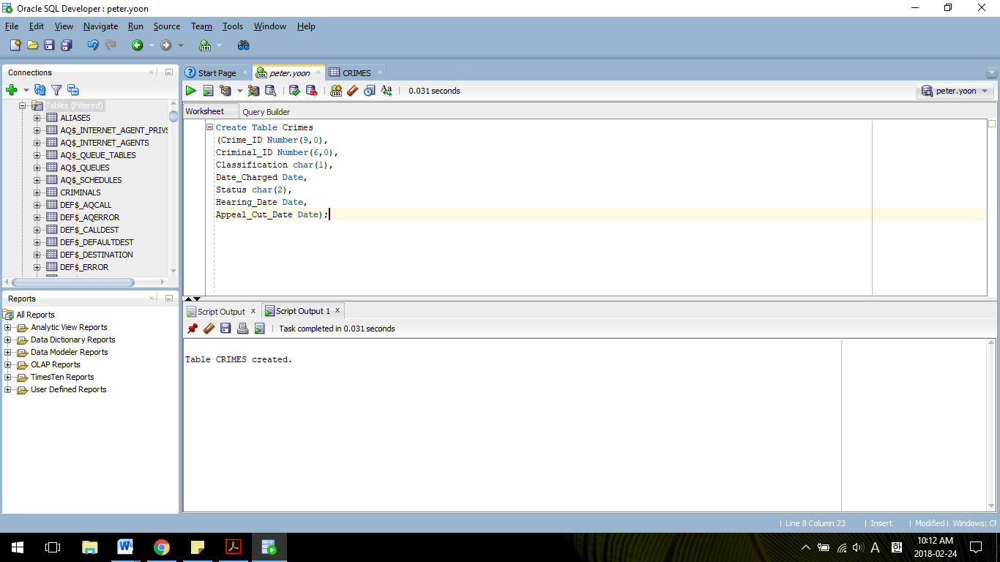 Oracle SQL Developer : peter.yoon
File Edit View Navigate Run Source Team Tools Window Help
Connections
Tables (Filtered)
ALIASES
AQ$_INTERNET_AGENT_PRIVS
AQ$_INTERNET_AGENTS
AQ$_QUEUE_TABLES
AQ$_QUEUES
AQ$_SCHEDULES
CRIMINALS
DEF$_AQCALL
DEF$_AQERROR
DEF$_CALLDEST
DEF$_DEFAULTDEST
DEF$_DESTINATION
DEF$_ERROR
Reports
All Reports
Analytic View Reports
Data Dictionary Reports
Data Modeler Reports
OLAP Reports
TimesTen Reports
User Defined Reports
Start Page peter.yoon CRIMES
0.031 seconds peter.yoon
Worksheet Query Builder
Create Table Crimes
(Crime_ID Number(9,0),
Criminal_ID Number(6,0),
Classification char(1),
Date_Charged Date,
Status char(2),
Hearing_Date Date,
Appeal_Cut_Date Date);
Script Output Script Output 1
Task completed in 0.031 seconds
Table CRIMES created.
Line 8 Column 23 Insert Modified Windows: CR
A 한 10:12 AM
2018-02-24